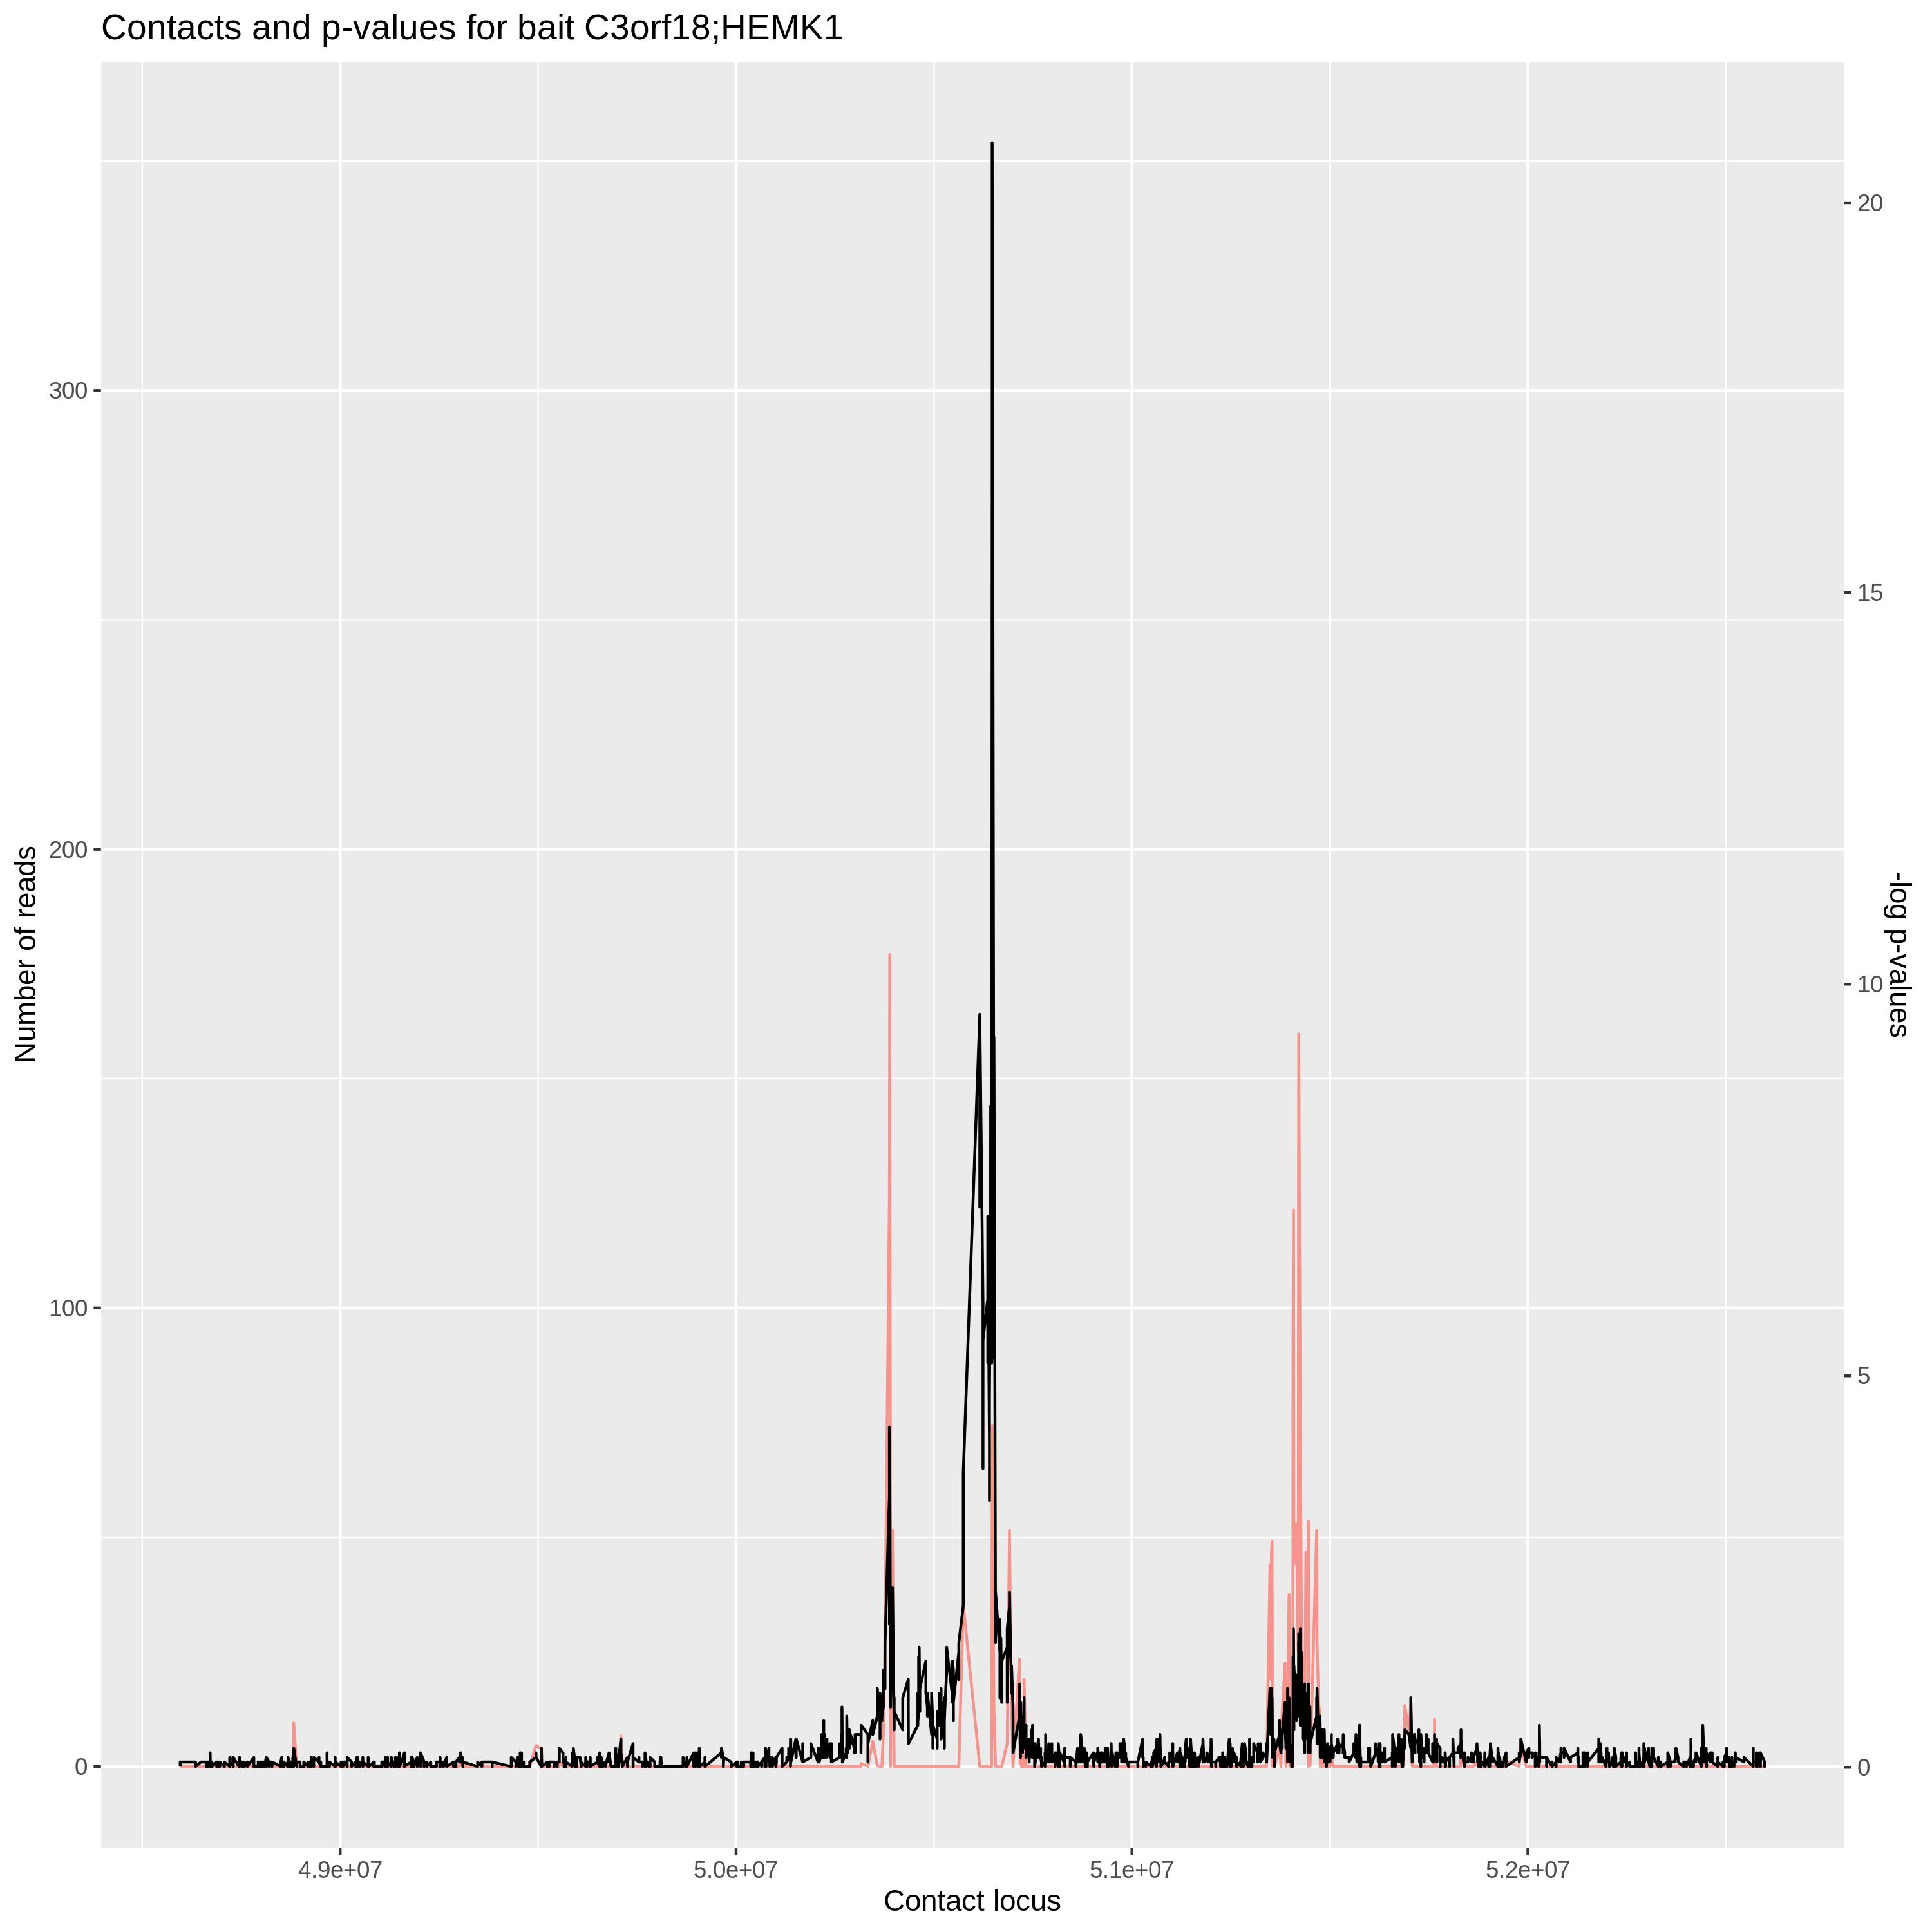 Contacts and p-values for bait C3orf18;HEMK1
Number of reads
300
200
100
0
20
15
10
5
0
-log p-values
4.9e+07 5.0e+07 5.1e+07 5.2e+07
Contact locus